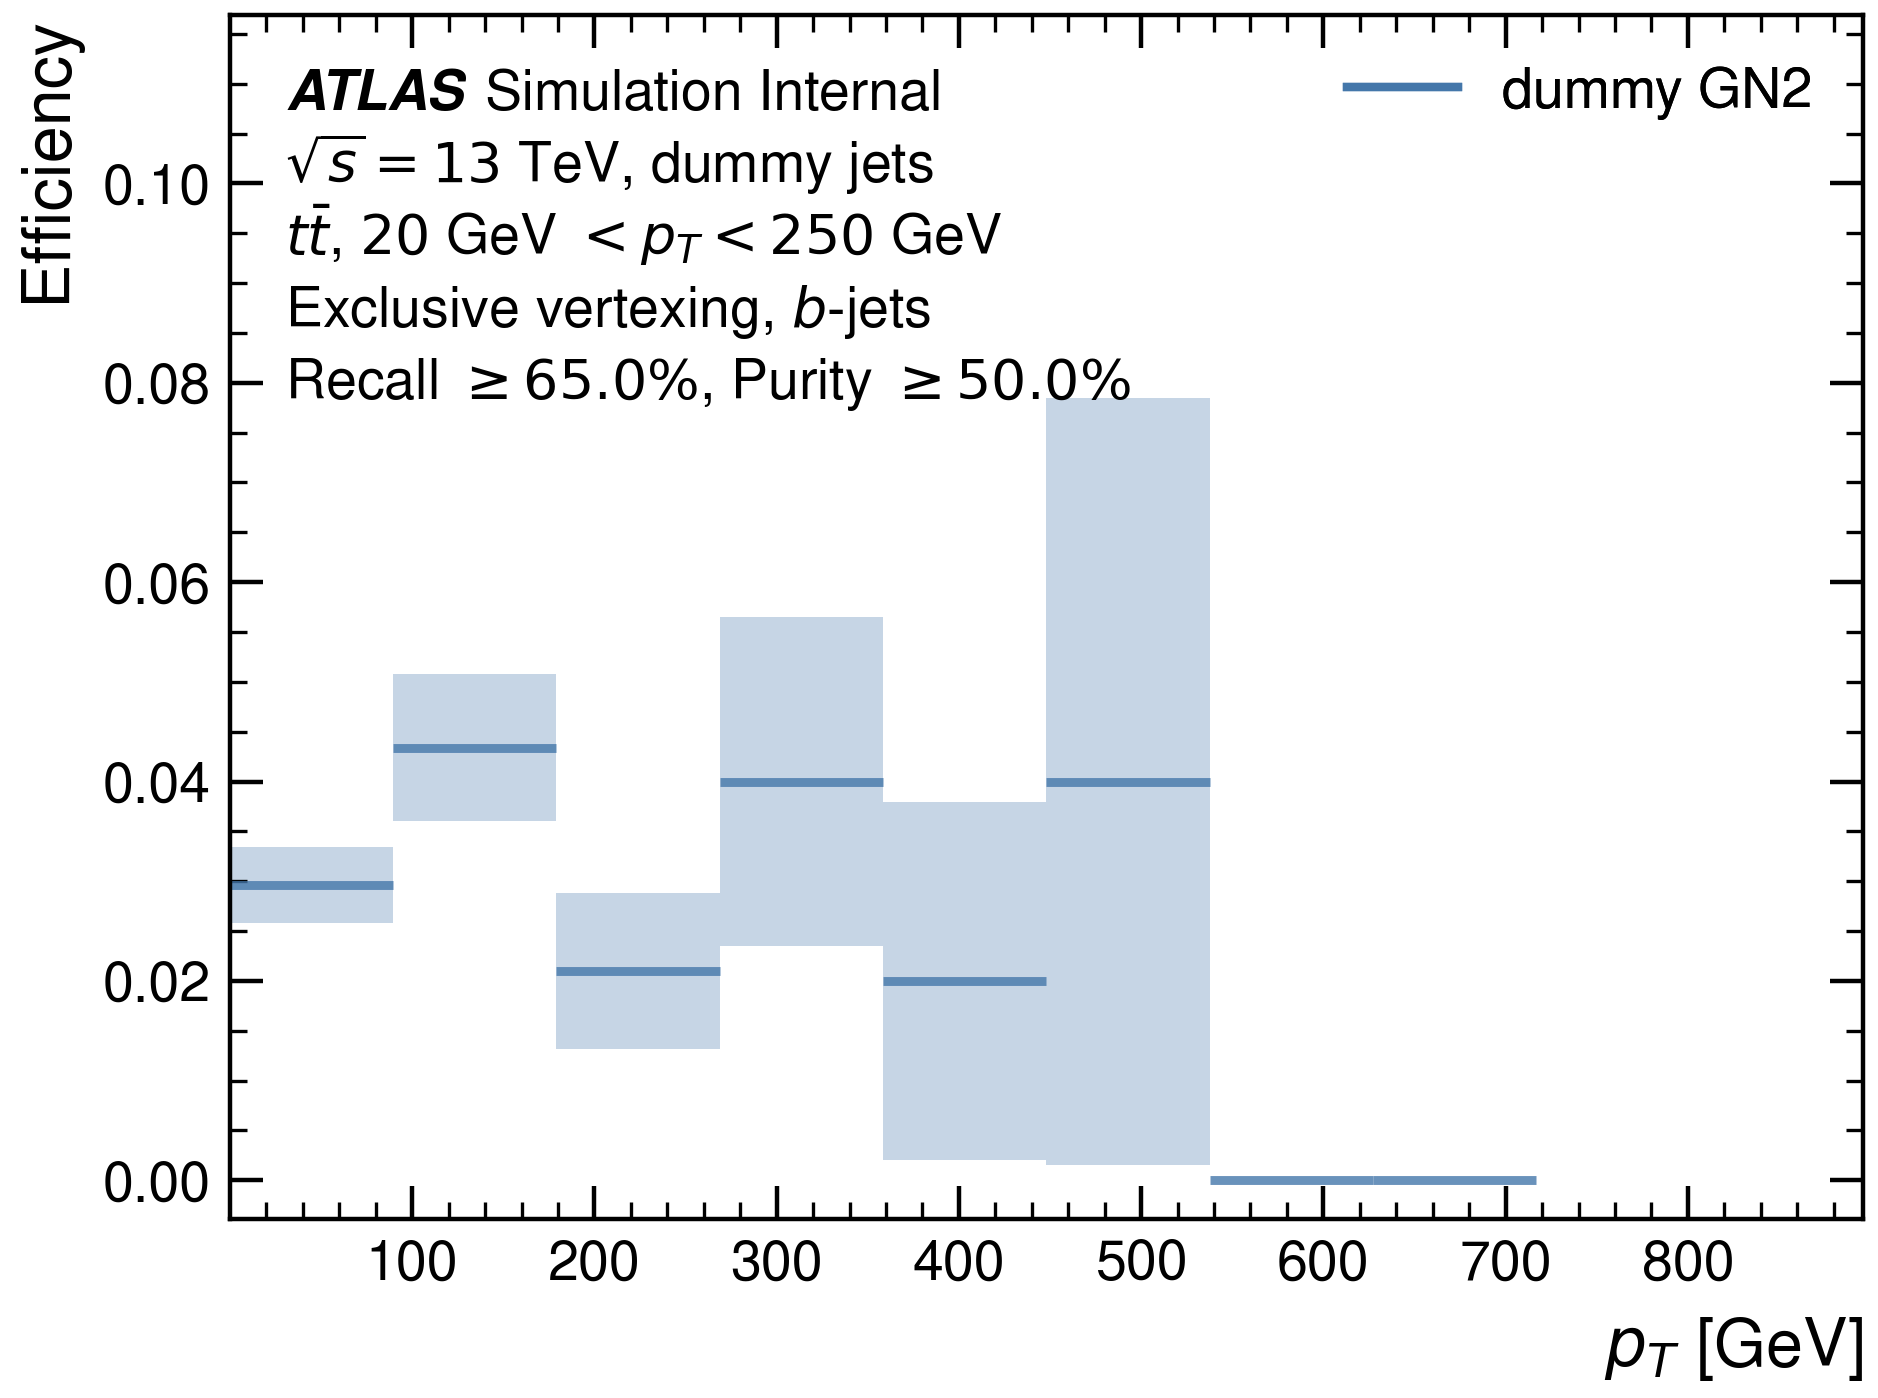 Efficiency
ATLAS Simulation Internal
√s = 13 TeV, dummy jets
tt̄, 20 GeV < p_T < 250 GeV
Exclusive vertexing, b-jets
Recall ≥ 65.0%, Purity ≥ 50.0%
dummy GN2
0.10
0.08
0.06
0.04
0.02
0.00
100 200 300 400 500 600 700 800
p_T [GeV]